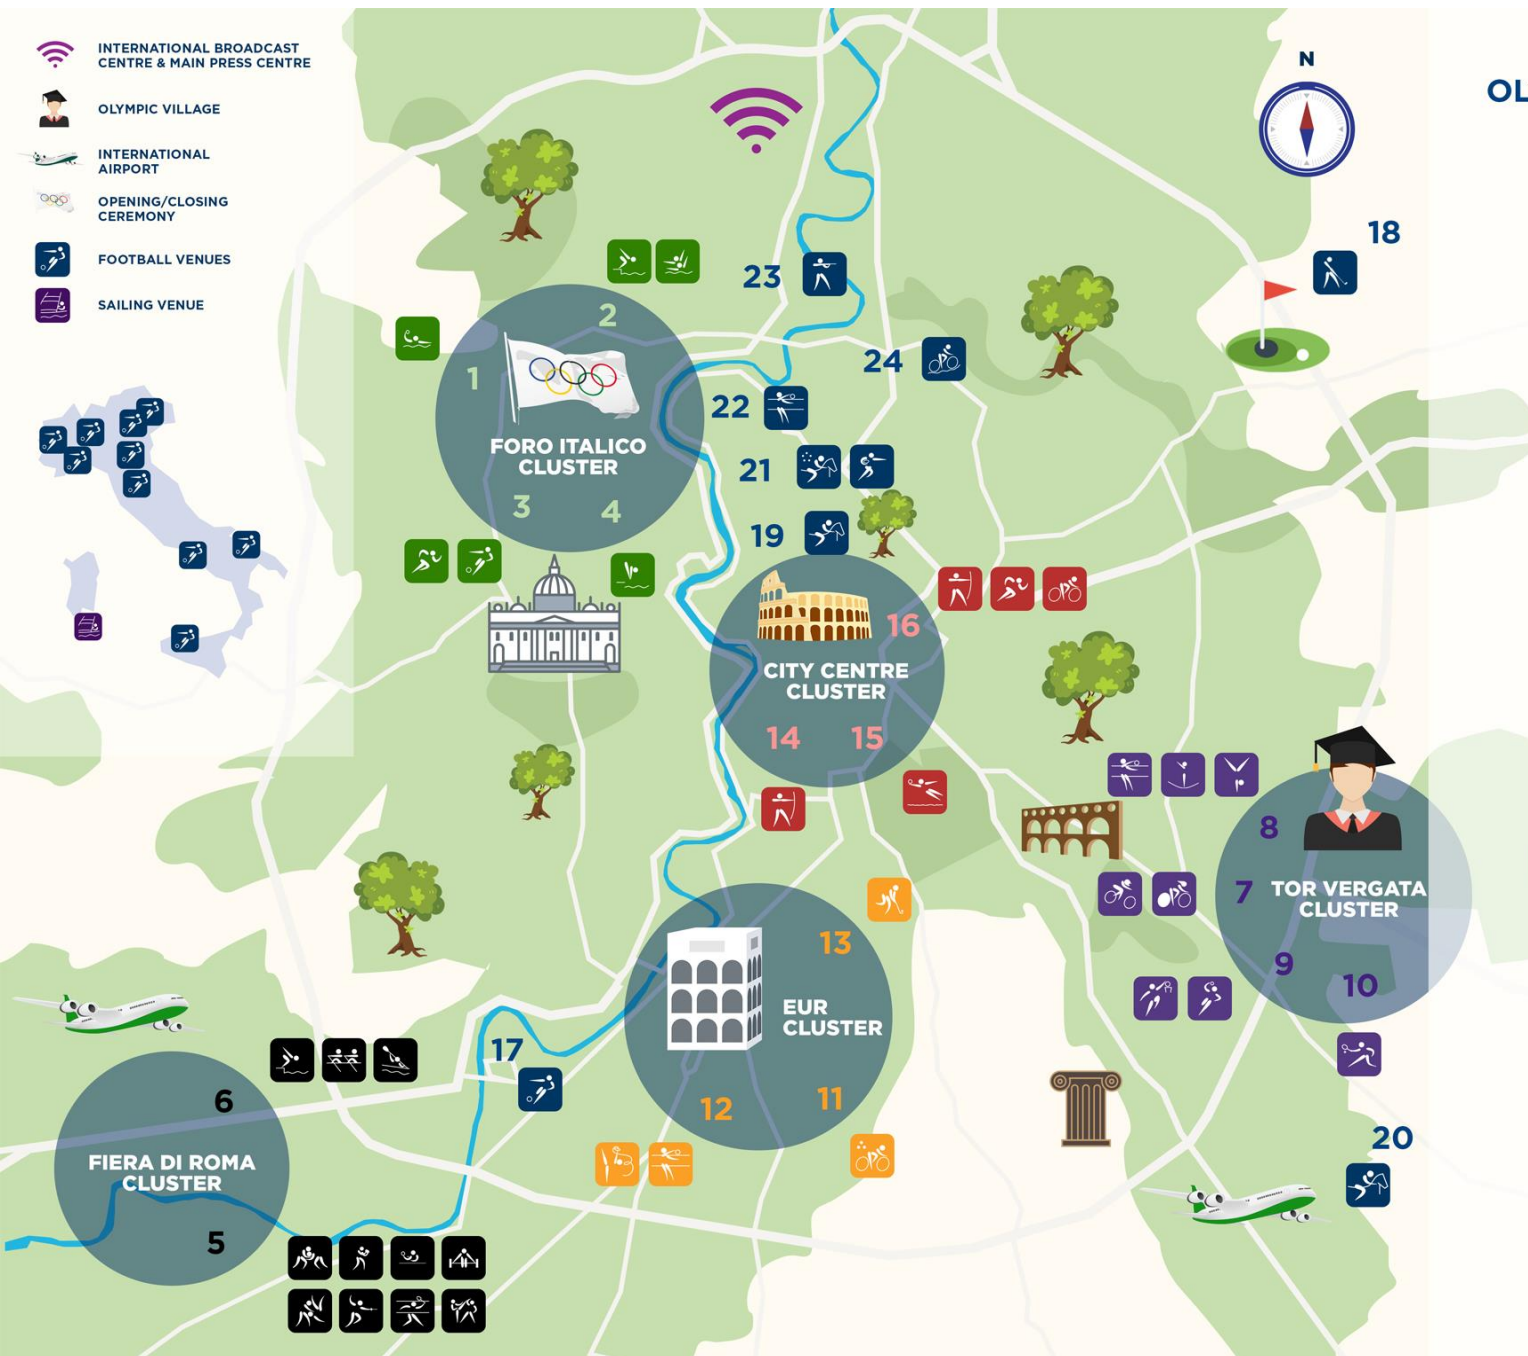 INTERNATIONAL BROADCAST
CENTRE & MAIN PRESS CENTRE
OLYMPIC VILLAGE
INTERNATIONAL
AIRPORT
OPENING/CLOSING
CEREMONY
FOOTBALL VENUES
SAILING VENUE
N
OL
18
23
2
24
1
22
FORO ITALICO
CLUSTER
21
3
4
19
16
CITY CENTRE
CLUSTER
14
15
8
7
TOR VERGATA
CLUSTER
9
10
13
EUR
CLUSTER
17
12
11
6
FIERA DI ROMA
CLUSTER
5
20